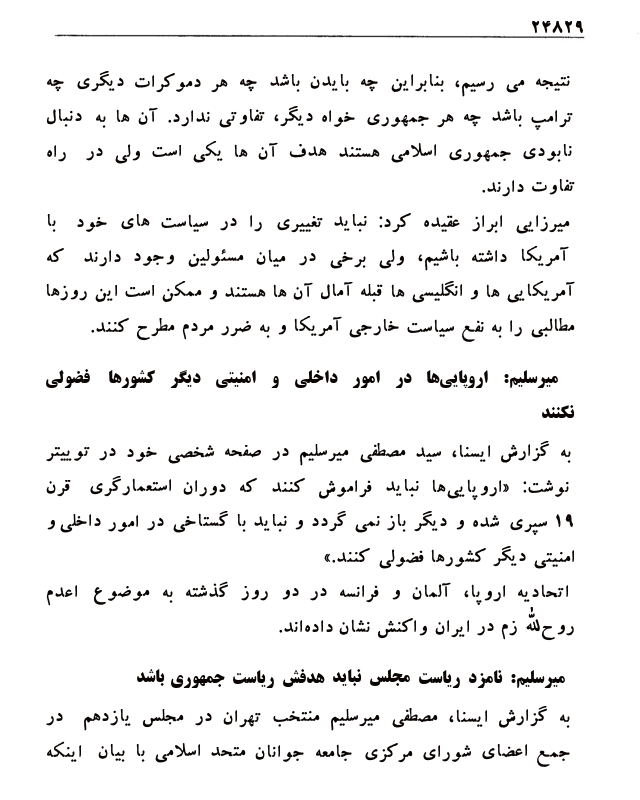 ۲۴۸۲۹
نتیجه می رسیم، بنابراین چه بایدن باشد چه هر دموکرات دیگری چه
ترامپ باشد چه هر جمهوری خواه دیگر، تفاوتی ندارد. آن ها به دنبال
نابودی جمهوری اسلامی هستند هدف آن ها یکی است ولی در راه
تفاوت دارند.
میرزایی ابراز عقیده کرد: نباید تغییری را در سیاست های خود با
آمریکا داشته باشیم، ولی برخی در میان مسئولین وجود دارند که
آمریکایی ها و انگلیسی ها قبله آمال آن ها هستند و ممکن است این روزها
مطالبی را به نفع سیاست خارجی آمریکا و به ضرر مردم مطرح کنند.
میرسلیم: اروپایی‌ها در امور داخلی و امنیتی دیگر کشورها فضولی
نکنند
به گزارش ایسنا، سید مصطفی میرسلیم در صفحه شخصی خود در توییتر
نوشت: «اروپایی‌ها نباید فراموش کنند که دوران استعمارگری قرن
۱۹ سپری شده و دیگر باز نمی گردد و نباید با گستاخی در امور داخلی و
امنیتی دیگر کشورها فضولی کنند.»
اتحادیه اروپا، آلمان و فرانسه در دو روز گذشته به موضوع اعدم
روح‌الله زم در ایران واکنش نشان داده‌اند.
میرسلیم: نامزد ریاست مجلس نباید هدفش ریاست جمهوری باشد
به گزارش ایسنا، مصطفی میرسلیم منتخب تهران در مجلس یازدهم در
جمع اعضای شورای مرکزی جامعه جوانان متحد اسلامی با بیان اینکه